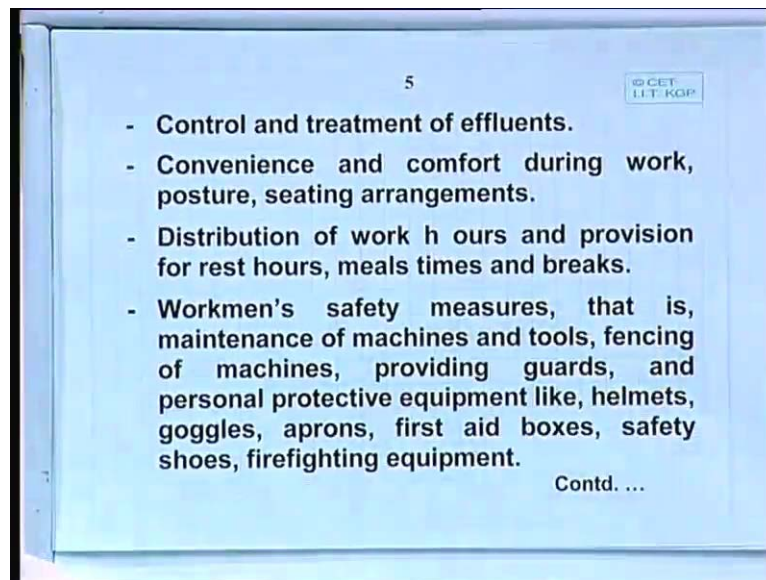 5
© CET
I.I.T. KGP
- Control and treatment of effluents.
- Convenience and comfort during work,
posture, seating arrangements.
- Distribution of work h ours and provision
for rest hours, meals times and breaks.
- Workmen's safety measures, that is,
maintenance of machines and tools, fencing
of machines, providing guards, and
personal protective equipment like, helmets,
goggles, aprons, first aid boxes, safety
shoes, firefighting equipment.
Contd. ...